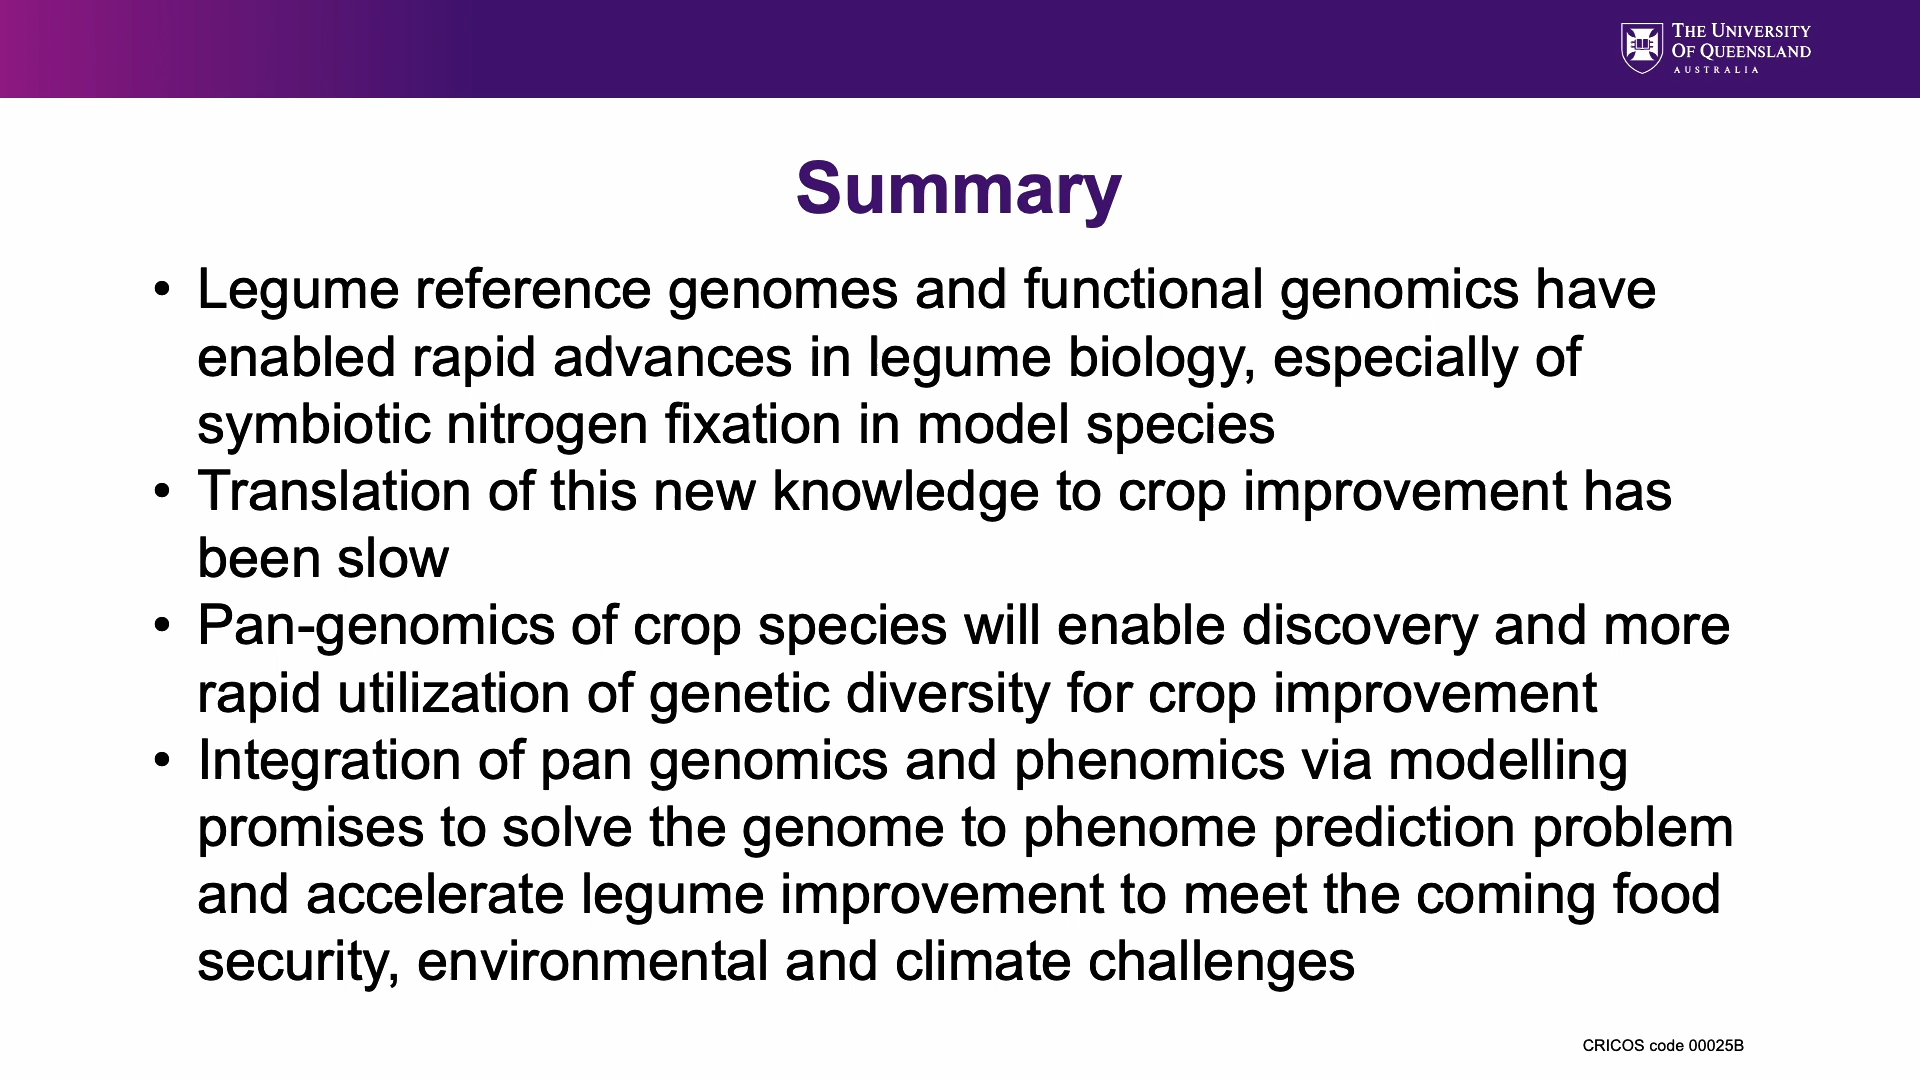 THE UNIVERSITY
OF QUEENSLAND
AUSTRALIA
Summary
• Legume reference genomes and functional genomics have
enabled rapid advances in legume biology, especially of
symbiotic nitrogen fixation in model species
• Translation of this new knowledge to crop improvement has
been slow
• Pan-genomics of crop species will enable discovery and more
rapid utilization of genetic diversity for crop improvement
• Integration of pan genomics and phenomics via modelling
promises to solve the genome to phenome prediction problem
and accelerate legume improvement to meet the coming food
security, environmental and climate challenges
CRICOS code 00025B